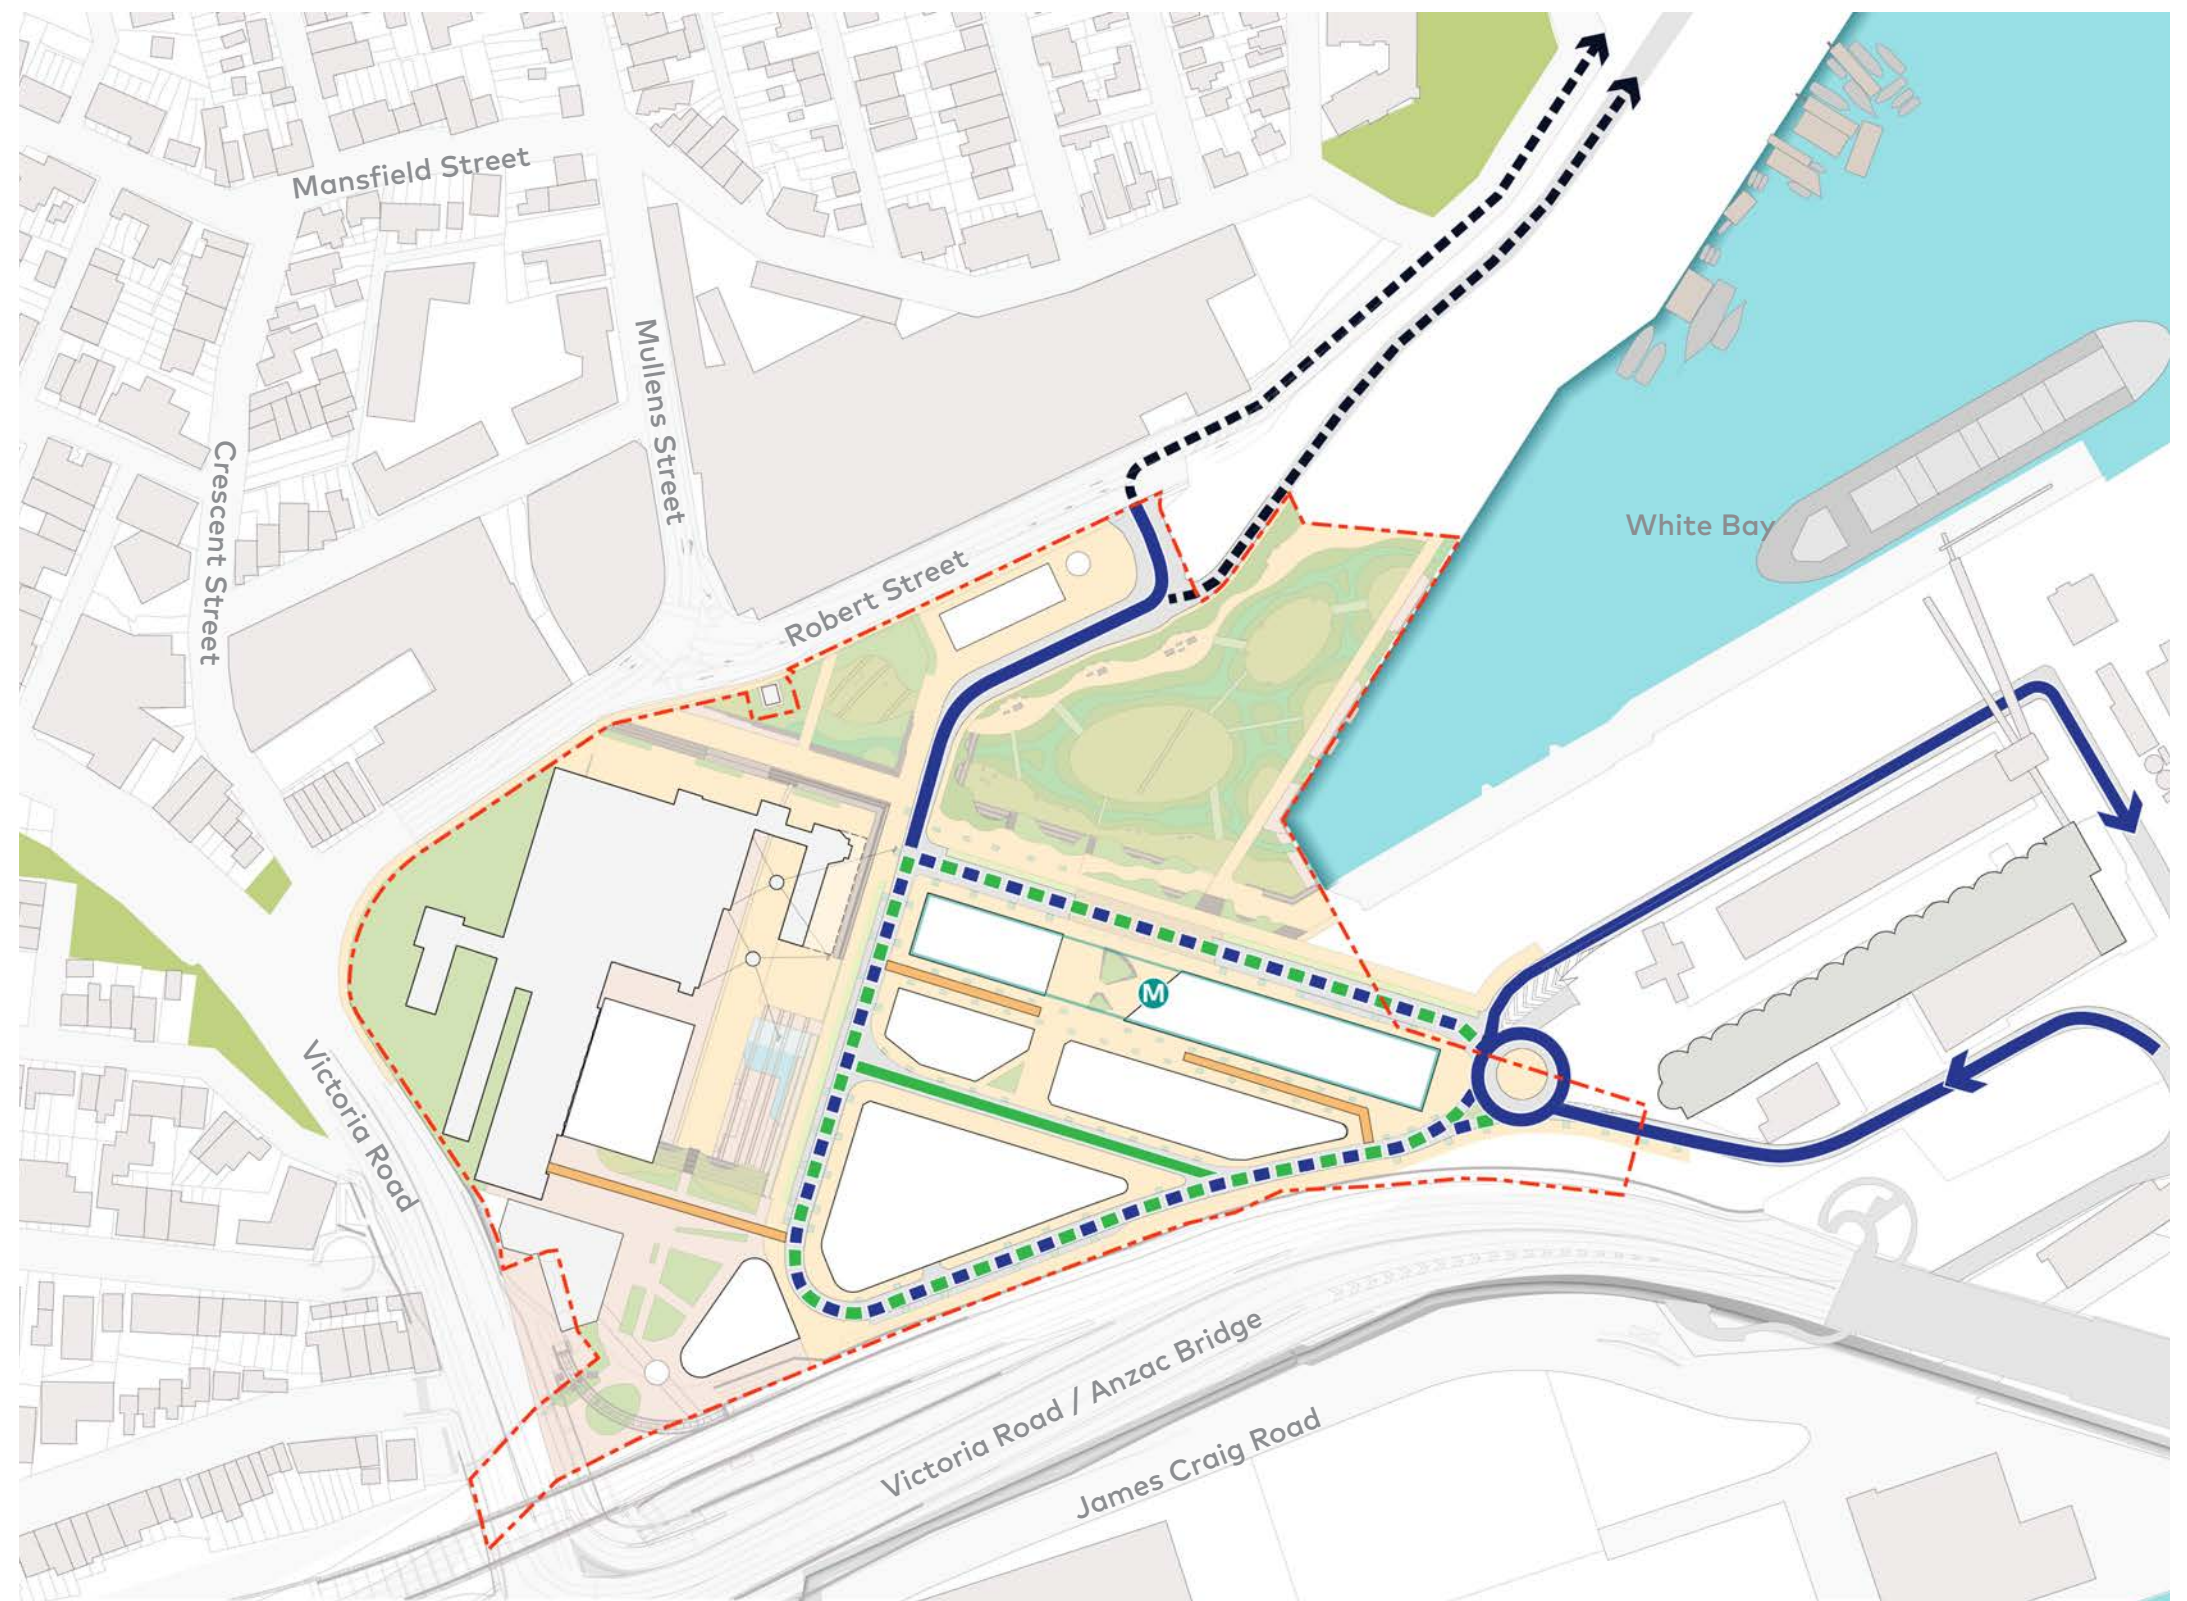 Mansfield Street
Mullens Street
Crescent Street
White Bay
Robert Street
M
Victoria Road
Victoria Road / Anzac Bridge
James Craig Road